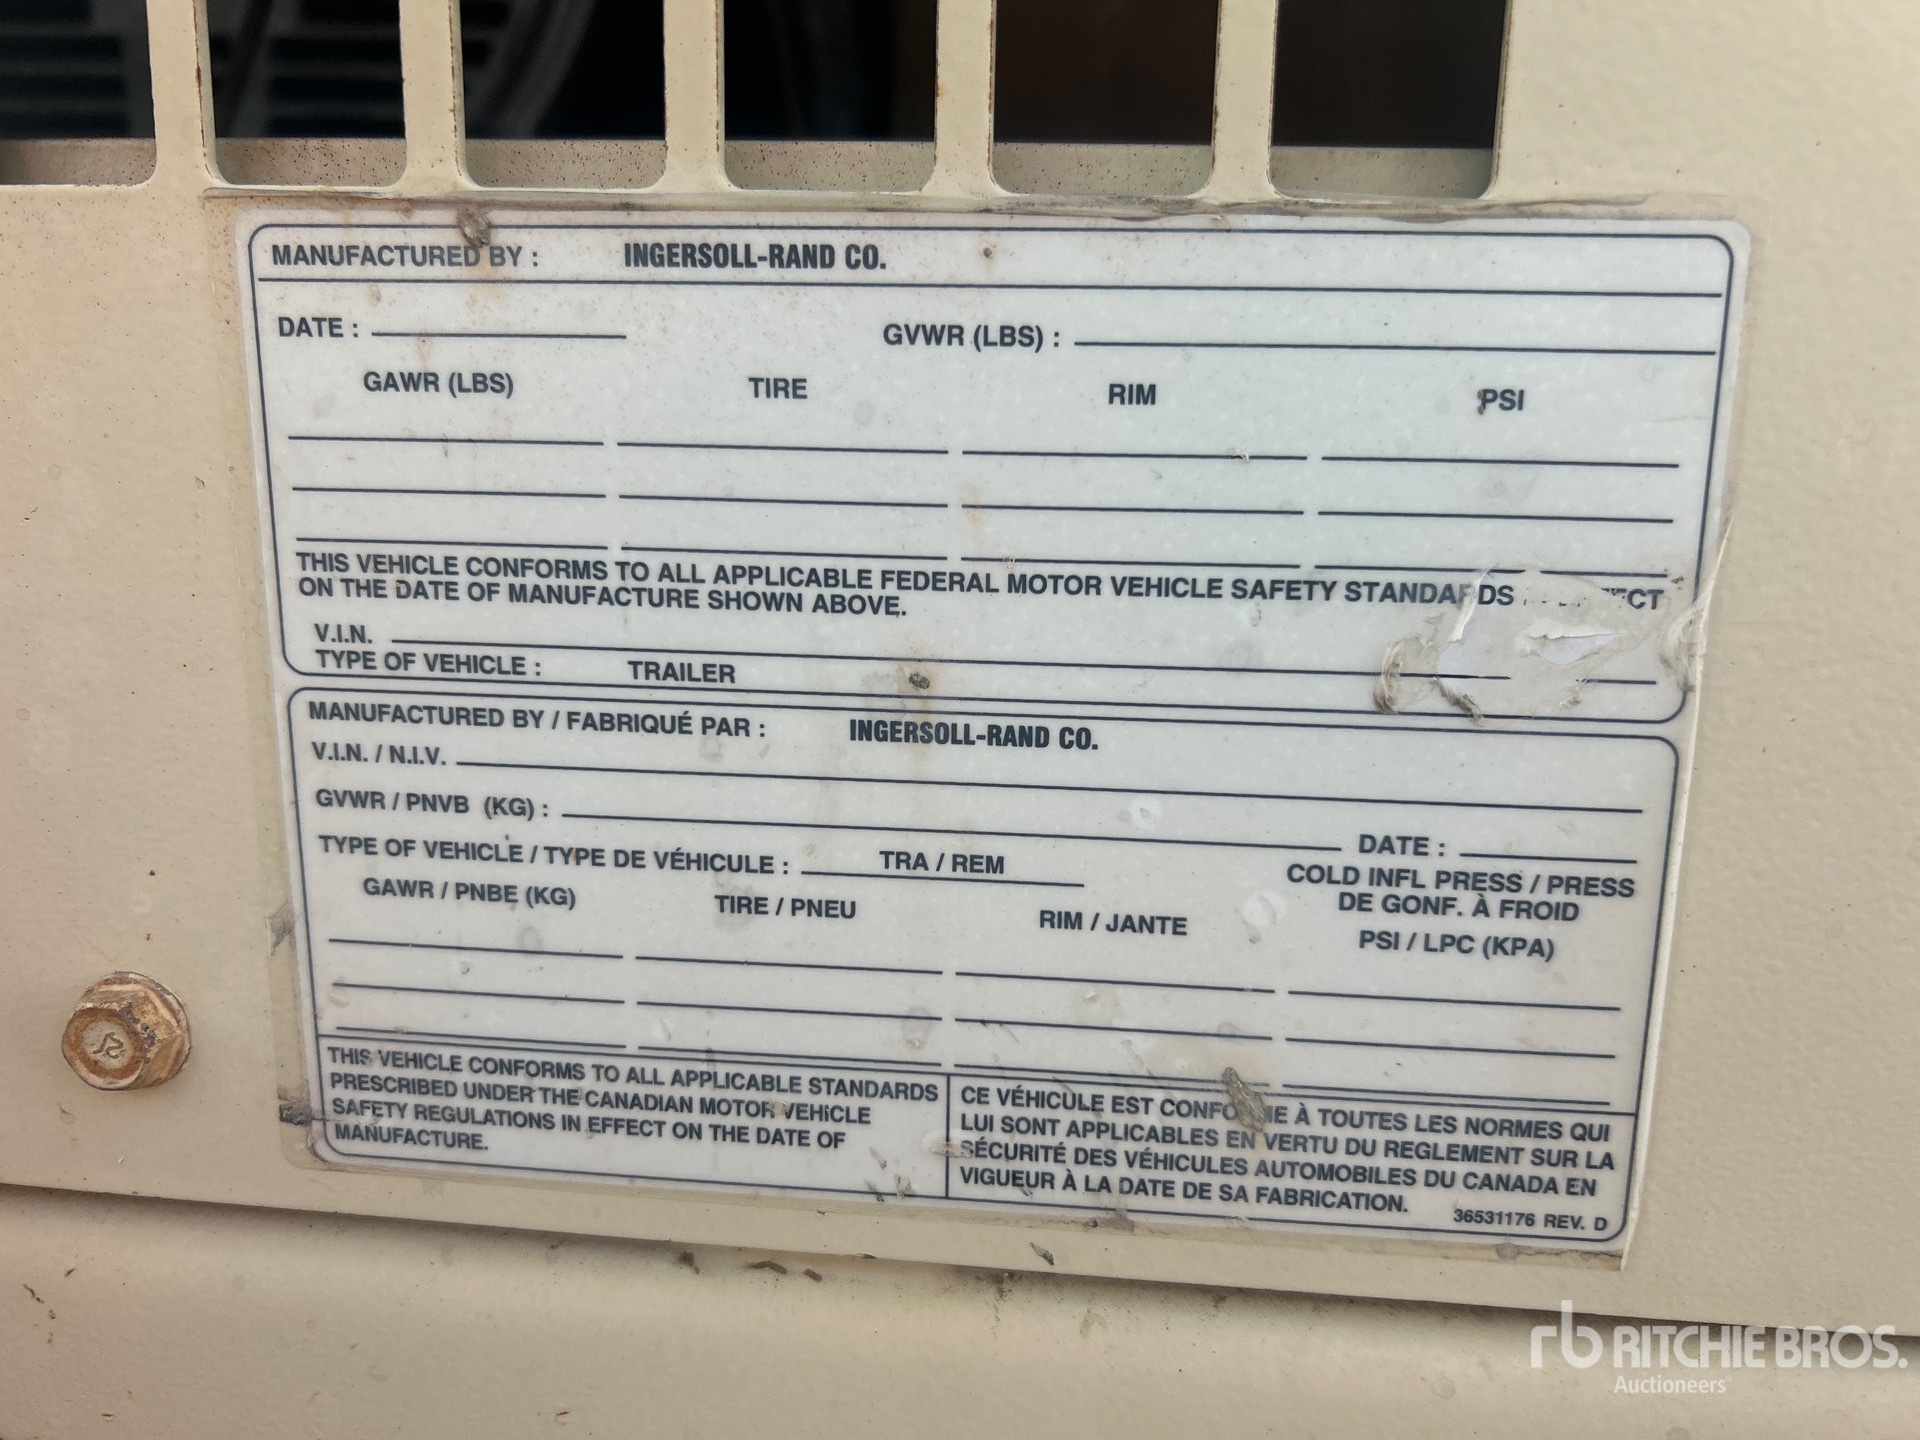 MANUFACTURED BY : INGERSOLL-RAND CO.
DATE : GVWR (LBS) :
GAWR (LBS) TIRE RIM PSI
THIS VEHICLE CONFORMS TO ALL APPLICABLE FEDERAL MOTOR VEHICLE SAFETY STANDARDS
ON THE DATE OF MANUFACTURE SHOWN ABOVE.
V.I.N.
TYPE OF VEHICLE : TRAILER
MANUFACTURED BY / FABRIQUÉ PAR : INGERSOLL-RAND CO.
V.I.N. / N.I.V.
GVWR / PNVB (KG) : DATE :
TYPE OF VEHICLE / TYPE DE VÉHICULE : TRA / REM
COLD INFL PRESS / PRESS
DE GONF. À FROID
GAWR / PNBE (KG) TIRE / PNEU RIM / JANTE PSI / LPC (KPA)
THIS VEHICLE CONFORMS TO ALL APPLICABLE STANDARDS
PRESCRIBED UNDER THE CANADIAN MOTOR VEHICLE
SAFETY REGULATIONS IN EFFECT ON THE DATE OF
MANUFACTURE.
CE VÉHICULE EST CONFORME À TOUTES LES NORMES QUI
LUI SONT APPLICABLES EN VERTU DU REGLEMENT SUR LA
SÉCURITÉ DES VÉHICULES AUTOMOBILES DU CANADA EN
VIGUEUR À LA DATE DE SA FABRICATION.
36531176 REV. D
rb RITCHIE BROS.
Auctioneers